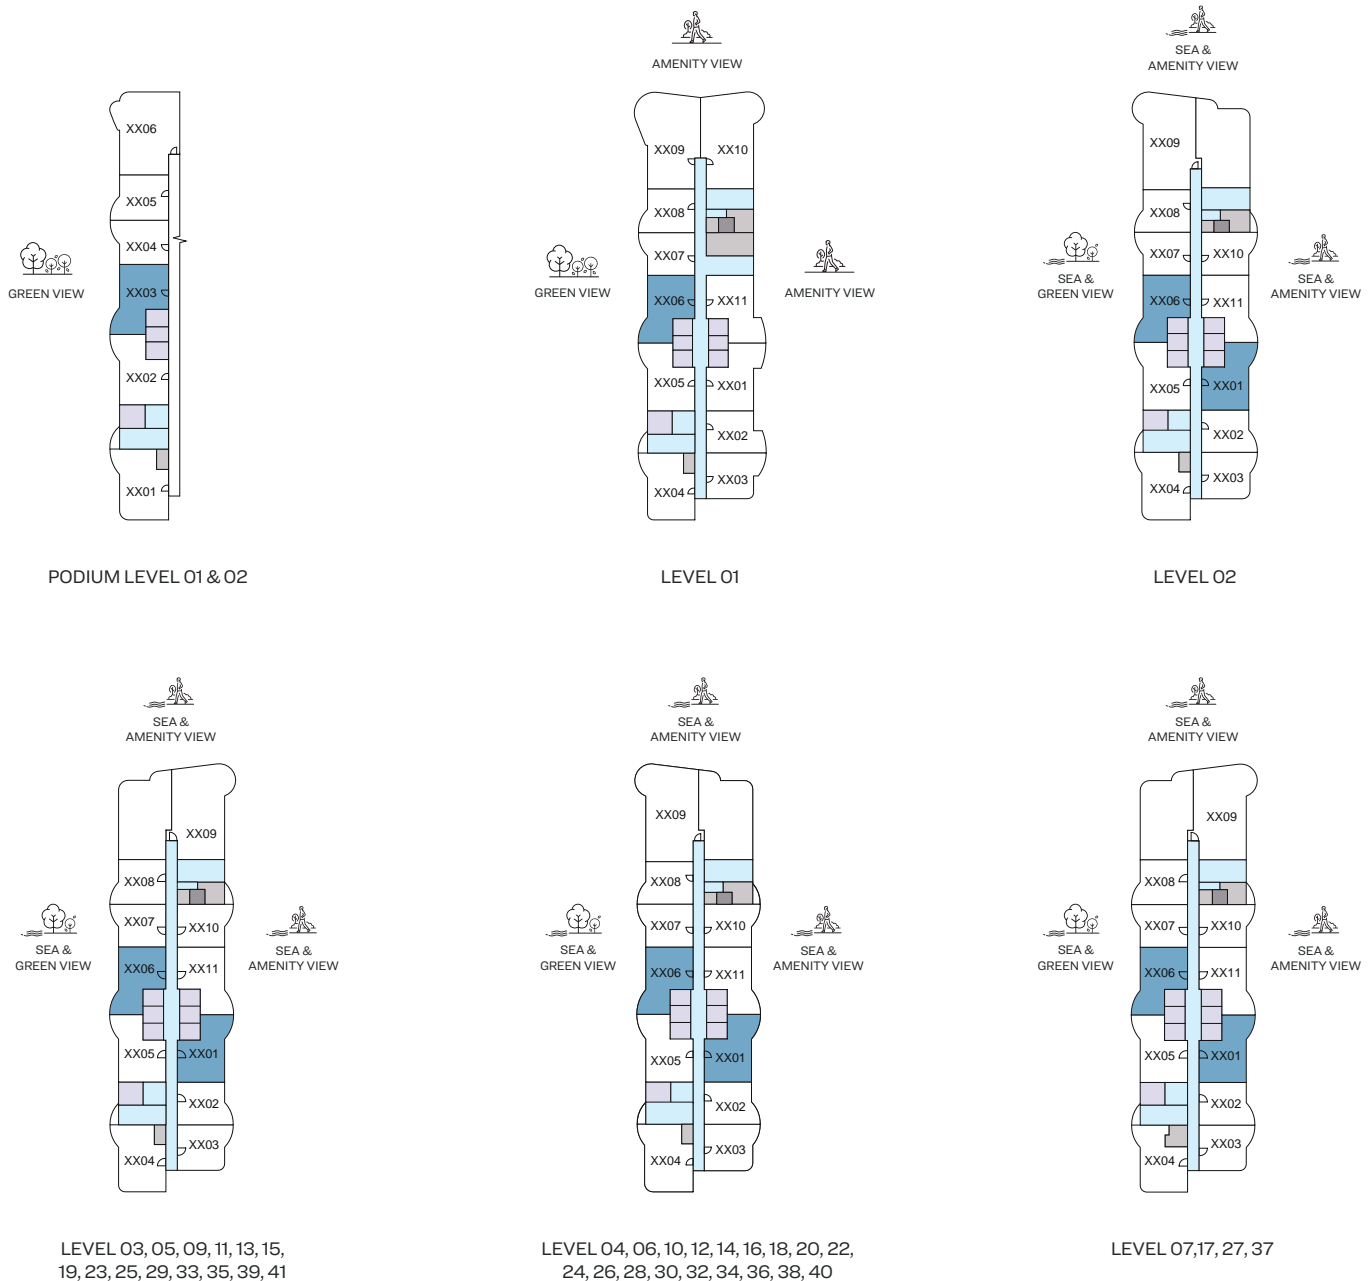 AMENITY VIEW
SEA &
AMENITY VIEW
XX06
XX05
XX04
XX03
XX02
XX01
GREEN VIEW
PODIUM LEVEL 01 & 02
XX09
XX10
XX08
XX07
XX06
XX11
XX05
XX01
XX02
XX03
XX04
GREEN VIEW
AMENITY VIEW
LEVEL 01
XX09
XX08
XX07
XX10
XX06
XX11
XX05
XX01
XX02
XX03
XX04
SEA &
GREEN VIEW
SEA &
AMENITY VIEW
LEVEL 02
SEA &
AMENITY VIEW
XX09
XX08
XX07
XX10
XX06
XX11
XX05
XX01
XX02
XX03
XX04
SEA &
GREEN VIEW
SEA &
AMENITY VIEW
LEVEL 03, 05, 09, 11, 13, 15,
19, 23, 25, 29, 33, 35, 39, 41
SEA &
AMENITY VIEW
XX09
XX08
XX07
XX10
XX06
XX11
XX05
XX01
XX02
XX03
XX04
SEA &
GREEN VIEW
SEA &
AMENITY VIEW
LEVEL 04, 06, 10, 12, 14, 16, 18, 20, 22,
24, 26, 28, 30, 32, 34, 36, 38, 40
SEA &
AMENITY VIEW
XX09
XX08
XX07
XX10
XX06
XX11
XX05
XX01
XX02
XX03
XX04
SEA &
GREEN VIEW
SEA &
AMENITY VIEW
LEVEL 07,17, 27, 37